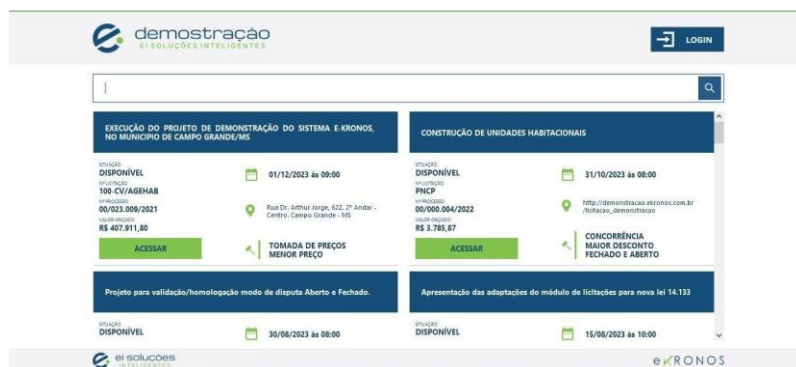 demostração
EI SOLUÇÕES INTELIGENTES
LOGIN
EXECUÇÃO DO PROJETO DE DEMONSTRAÇÃO DO SISTEMA E-KRONOS,
NO MUNICIPIO DE CAMPO GRANDE/MS
SITUAÇÃO
DISPONÍVEL
Nº LICITAÇÃO
100-CV/AGEHAB
Nº PROCESSO
00/023.009/2021
VALOR ORÇADO
R$ 407.911,80
ACESSAR
01/12/2023 às 09:00
Rua Dr. Arthur Jorge, 622. 2º Andar -
Centro. Campo Grande - MS
TOMADA DE PREÇOS
MENOR PREÇO
CONSTRUÇÃO DE UNIDADES HABITACIONAIS
SITUAÇÃO
DISPONÍVEL
Nº LICITAÇÃO
PNCP
Nº PROCESSO
00/000.004/2022
VALOR ORÇADO
R$ 3.785,87
ACESSAR
31/10/2023 às 08:00
http://demonstracao.ekronos.com.br
/licitacao_demonstracao
CONCORRÊNCIA
MAIOR DESCONTO
FECHADO E ABERTO
Projeto para validação/homologação modo de disputa Aberto e Fechado.
SITUAÇÃO
DISPONÍVEL
30/08/2023 às 08:00
Apresentação das adaptações do módulo de licitações para nova lei 14.133
SITUAÇÃO
DISPONÍVEL
15/08/2023 às 10:00
ei soluções
INTELIGENTES
eKRONOS